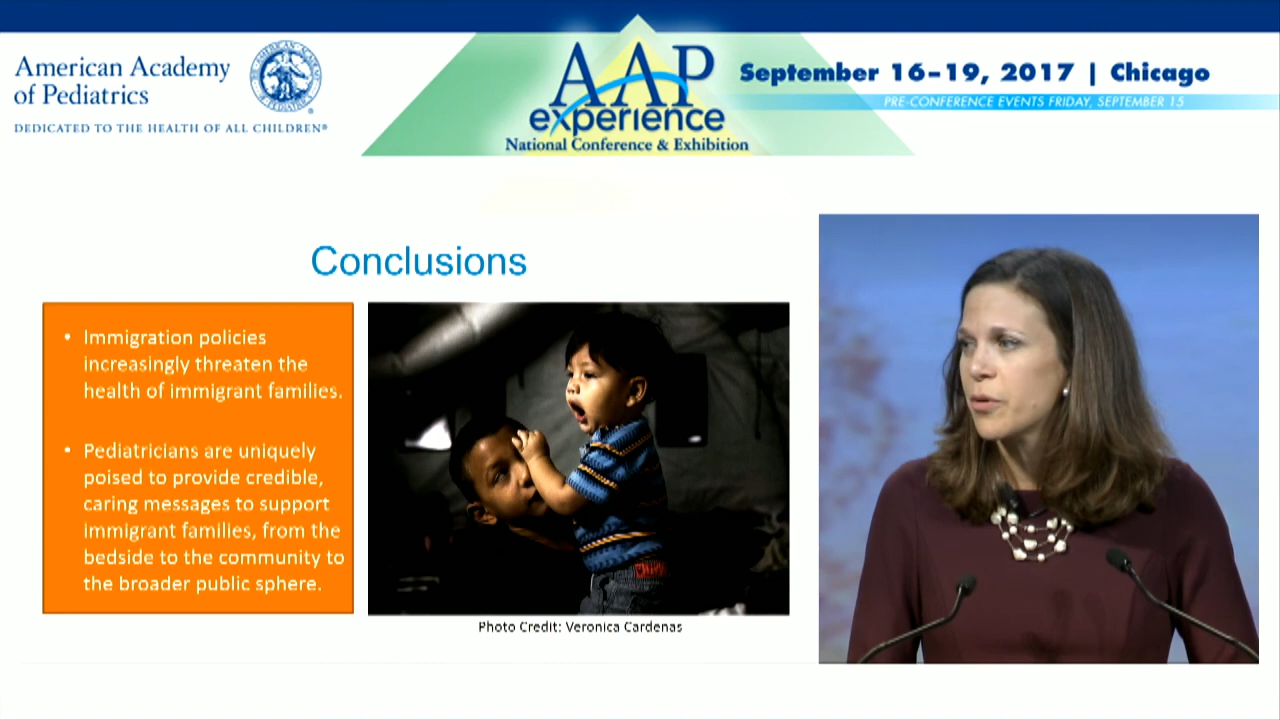 American Academy
of Pediatrics
DEDICATED TO THE HEALTH OF ALL CHILDREN®
AAP
experience
National Conference & Exhibition
September 16–19, 2017 | Chicago
PRE-CONFERENCE EVENTS FRIDAY, SEPTEMBER 15
Conclusions
• Immigration policies
increasingly threaten the
health of immigrant families.
• Pediatricians are uniquely
poised to provide credible,
caring messages to support
immigrant families, from the
bedside to the community to
the broader public sphere.
Photo Credit: Veronica Cardenas